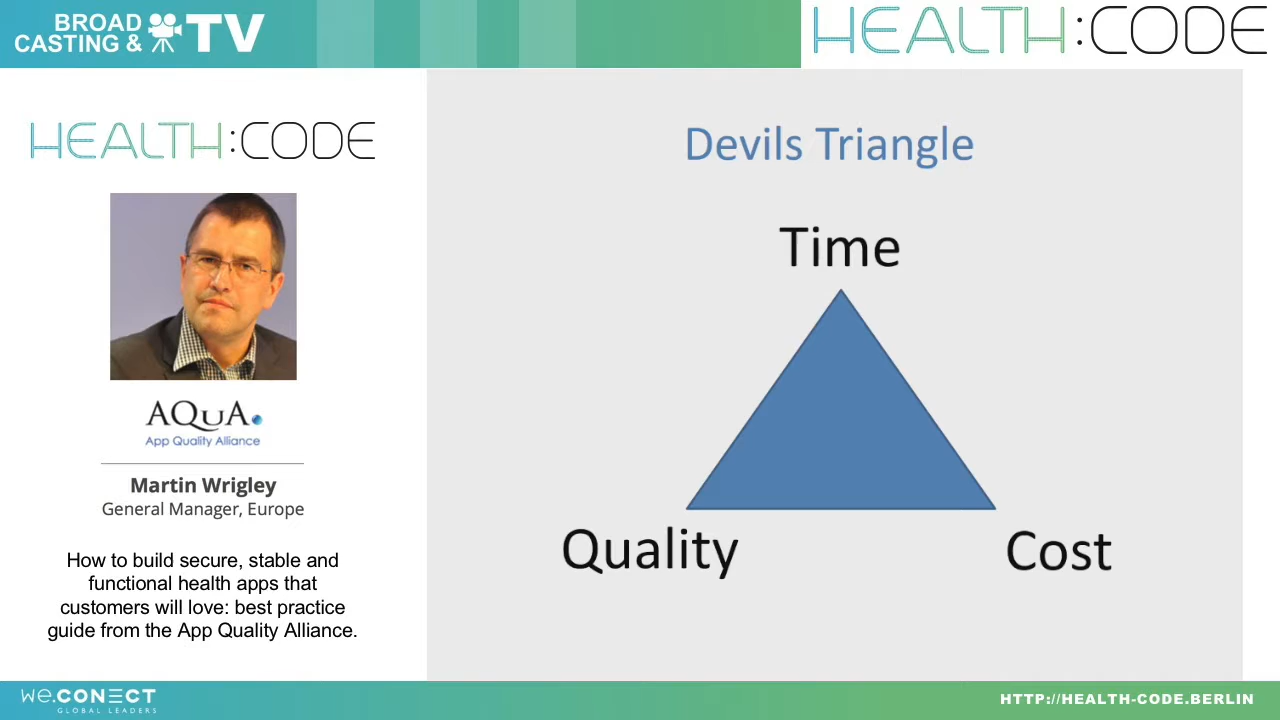 BROAD
CASTING & TV
HEALTH:CODE
HEALTH:CODE
AQuA
App Quality Alliance
Martin Wrigley
General Manager, Europe
How to build secure, stable and
functional health apps that
customers will love: best practice
guide from the App Quality Alliance.
Devils Triangle
Time
Quality
Cost
we.CONECT
GLOBAL LEADERS
HTTP://HEALTH-CODE.BERLIN